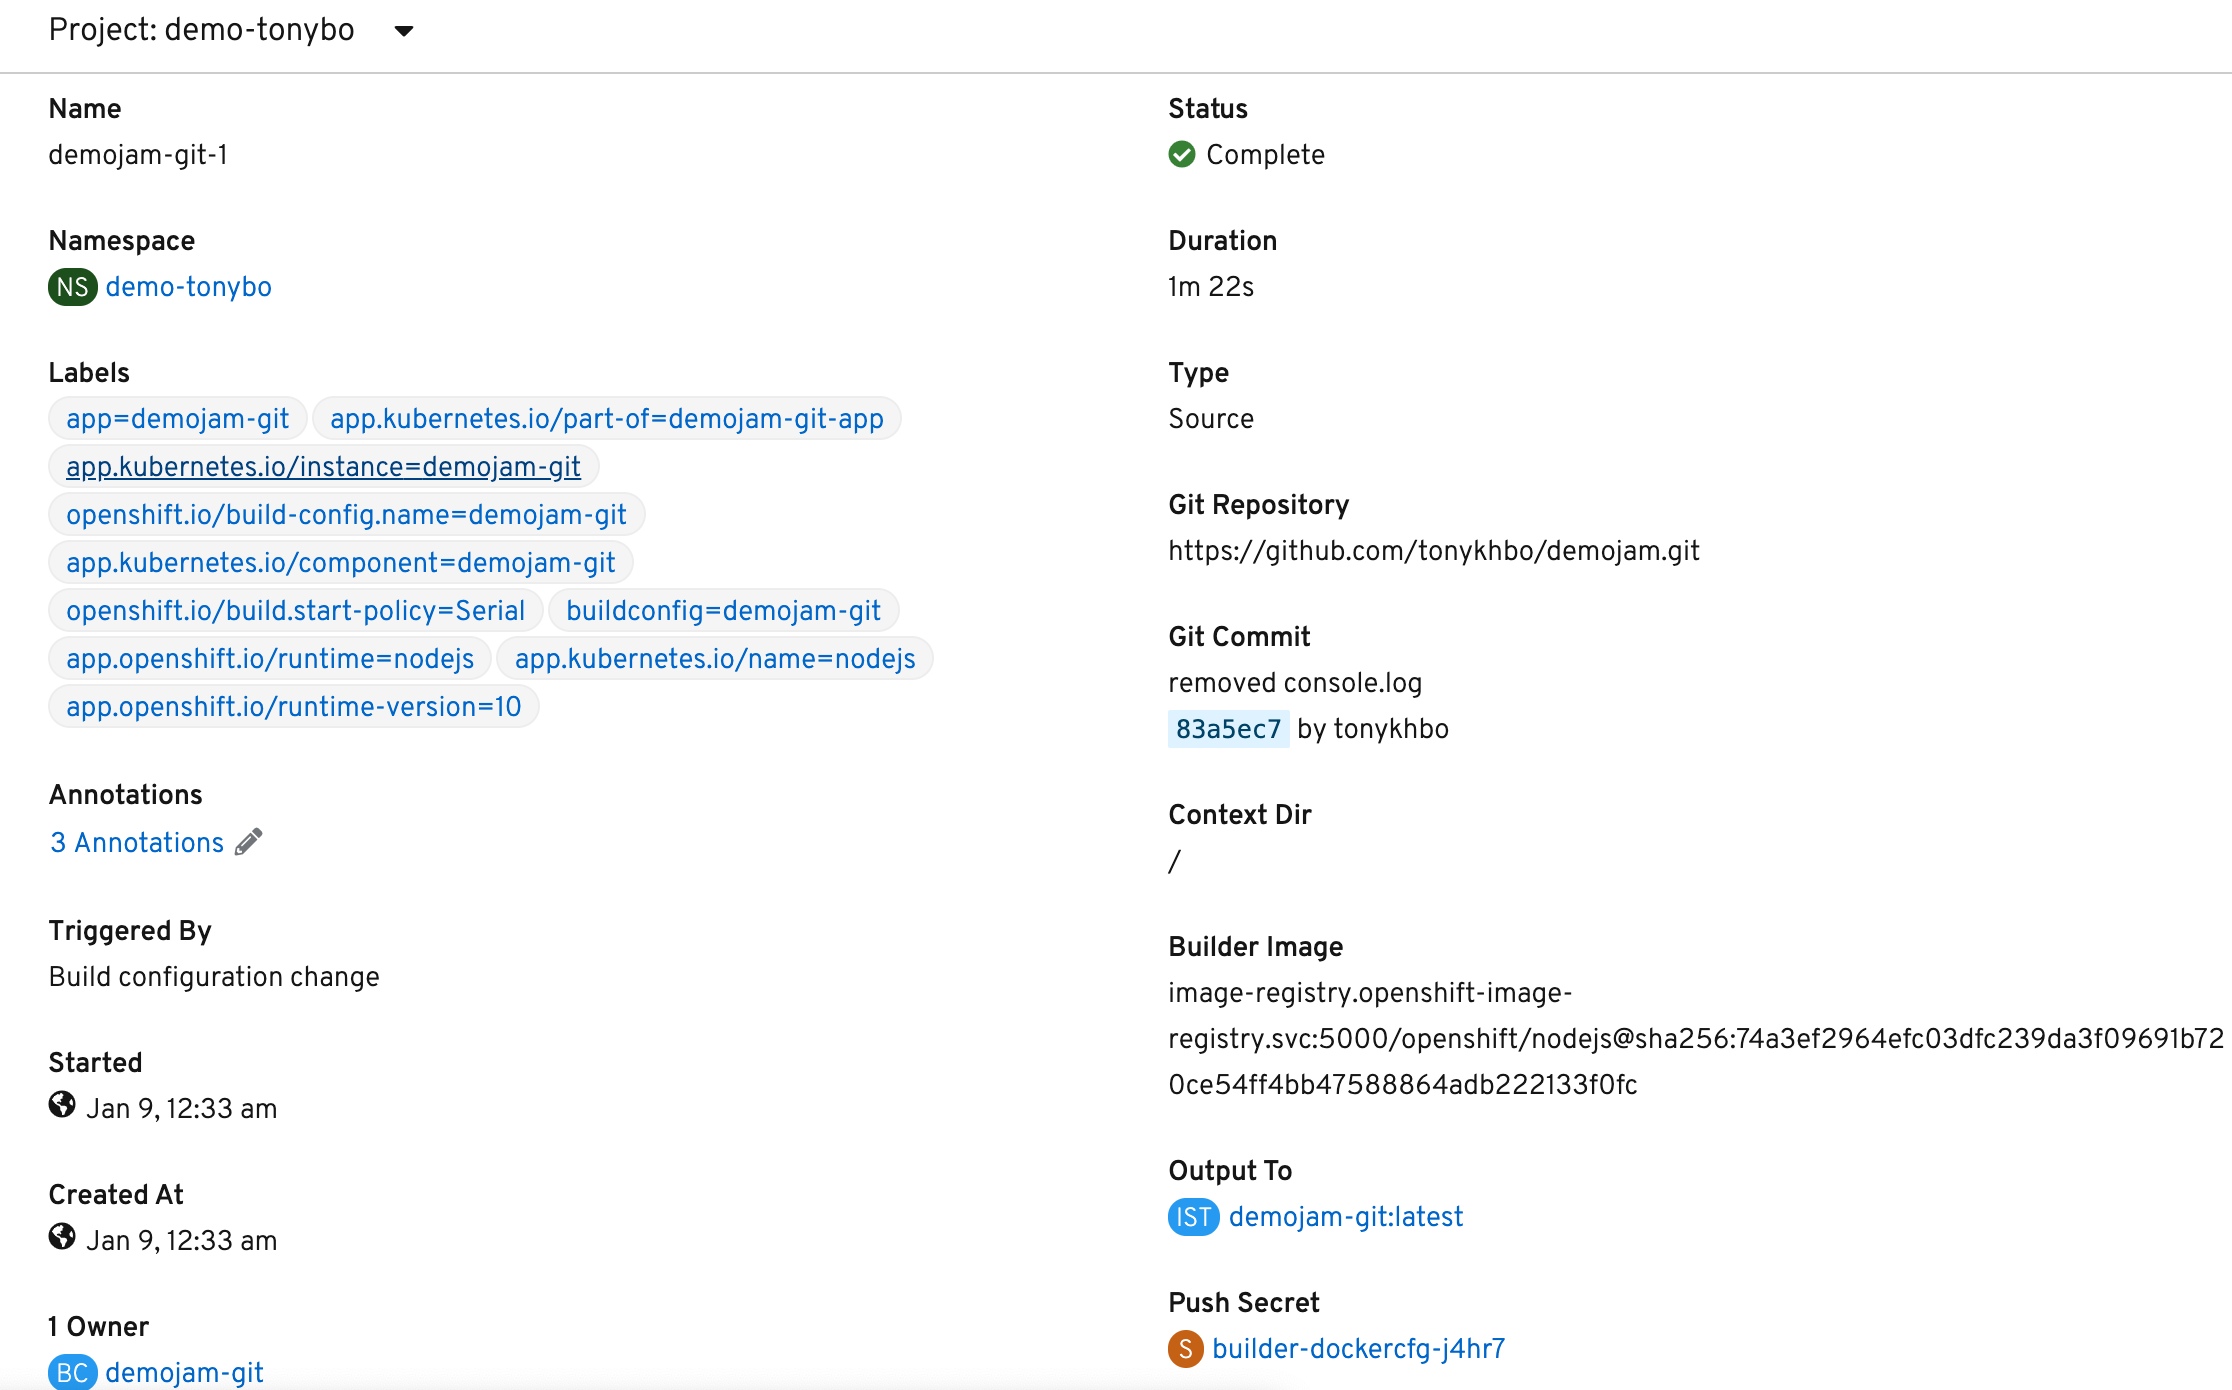 Project: demo-tonybo
Name
demojam-git-1
Namespace
NS demo-tonybo
Labels
app=demojam-git app.kubernetes.io/part-of=demojam-git-app
app.kubernetes.io/instance=demojam-git
openshift.io/build-config.name=demojam-git
app.kubernetes.io/component=demojam-git
openshift.io/build.start-policy=Serial buildconfig=demojam-git
app.openshift.io/runtime=nodejs app.kubernetes.io/name=nodejs
app.openshift.io/runtime-version=10
Annotations
3 Annotations
Triggered By
Build configuration change
Started
Jan 9, 12:33 am
Created At
Jan 9, 12:33 am
1 Owner
BC demojam-git
Status
Complete
Duration
1m 22s
Type
Source
Git Repository
https://github.com/tonykhbo/demojam.git
Git Commit
removed console.log
83a5ec7 by tonykhbo
Context Dir
/
Builder Image
image-registry.openshift-image-
registry.svc:5000/openshift/nodejs@sha256:74a3ef2964efc03dfc239da3f09691b72
0ce54ff4bb47588864adb222133f0fc
Output To
IST demojam-git:latest
Push Secret
S builder-dockercfg-j4hr7